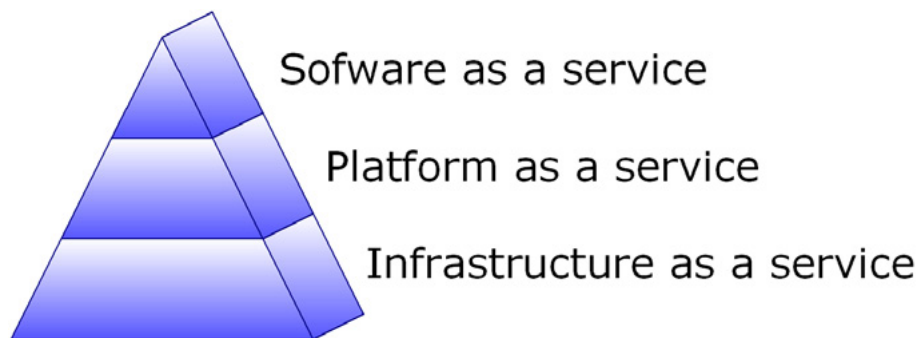 Sofware as a service
Platform as a service
Infrastructure as a service